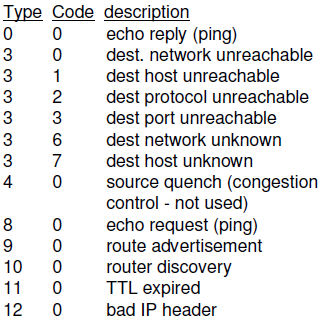 Type Code description
0 0 echo reply (ping)
3 0 dest. network unreachable
3 1 dest host unreachable
3 2 dest protocol unreachable
3 3 dest port unreachable
3 6 dest network unknown
3 7 dest host unknown
4 0 source quench (congestion
control - not used)
8 0 echo request (ping)
9 0 route advertisement
10 0 router discovery
11 0 TTL expired
12 0 bad IP header